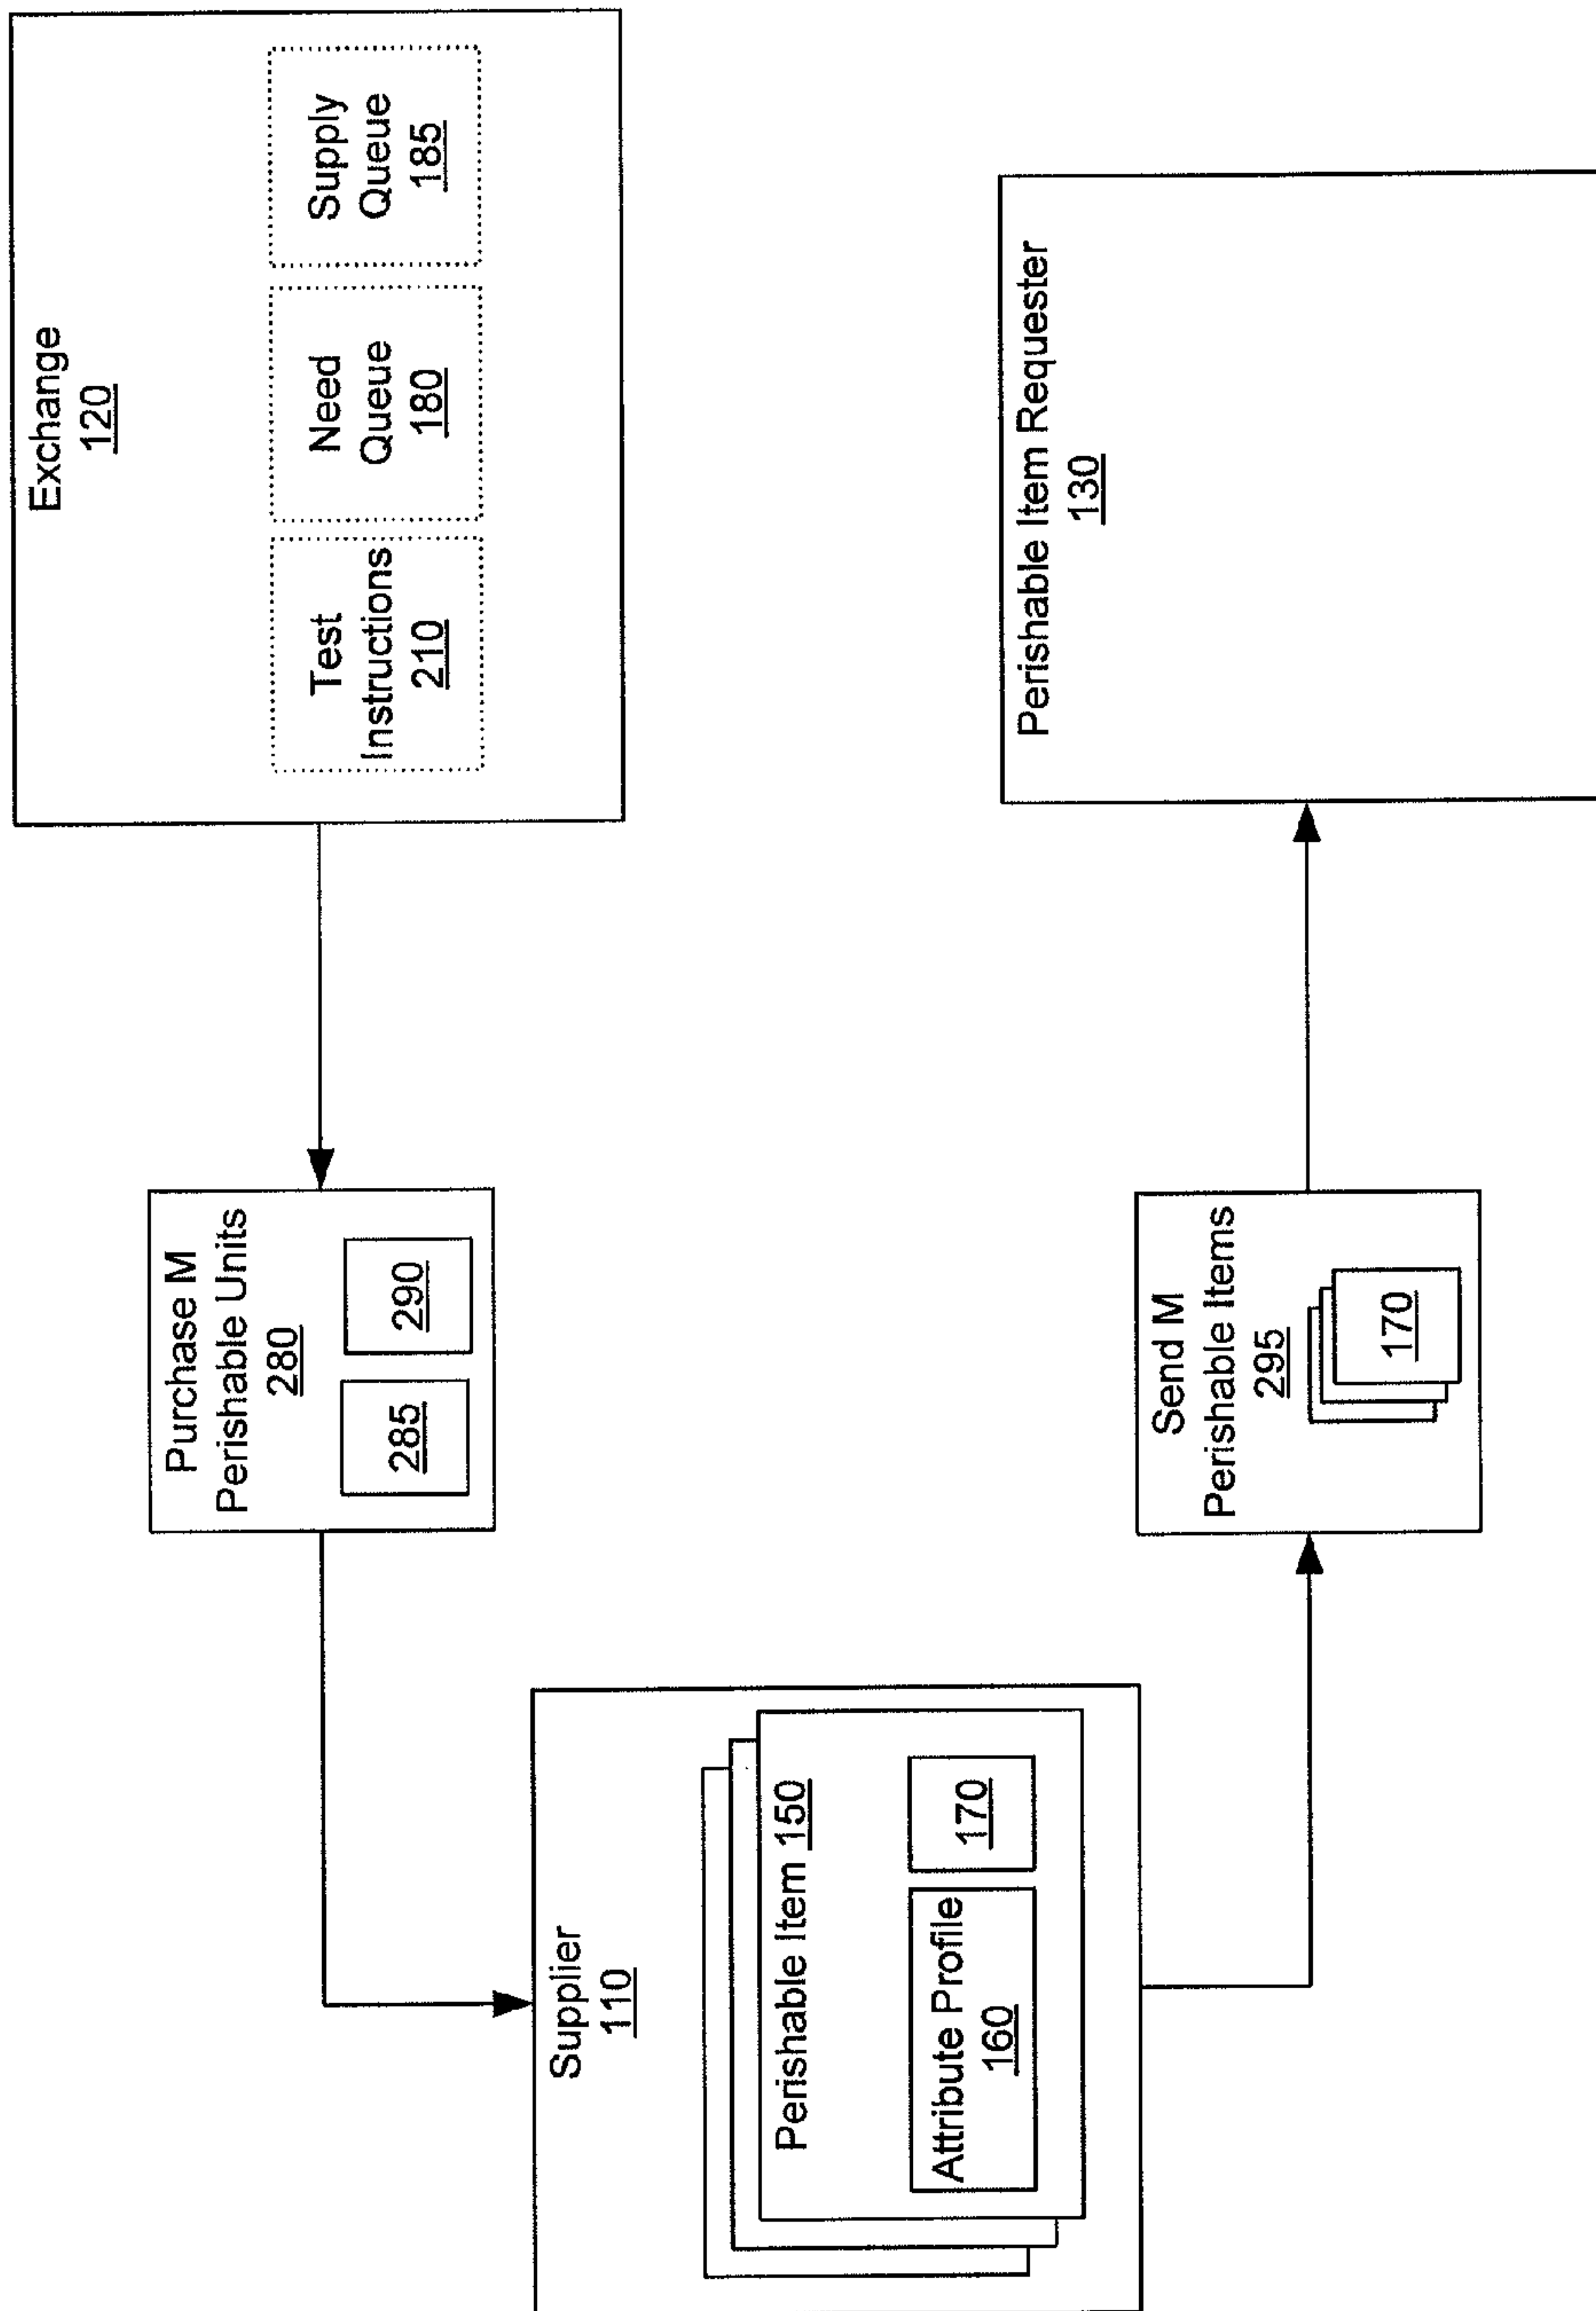 Supplier
110
Perishable Item 150
Attribute Profile
160
170
Purchase M
Perishable Units
280
285
290
Exchange
120
Test
Instructions
210
Need
Queue
180
Supply
Queue
185
Send M
Perishable Items
295
170
Perishable Item Requester
130